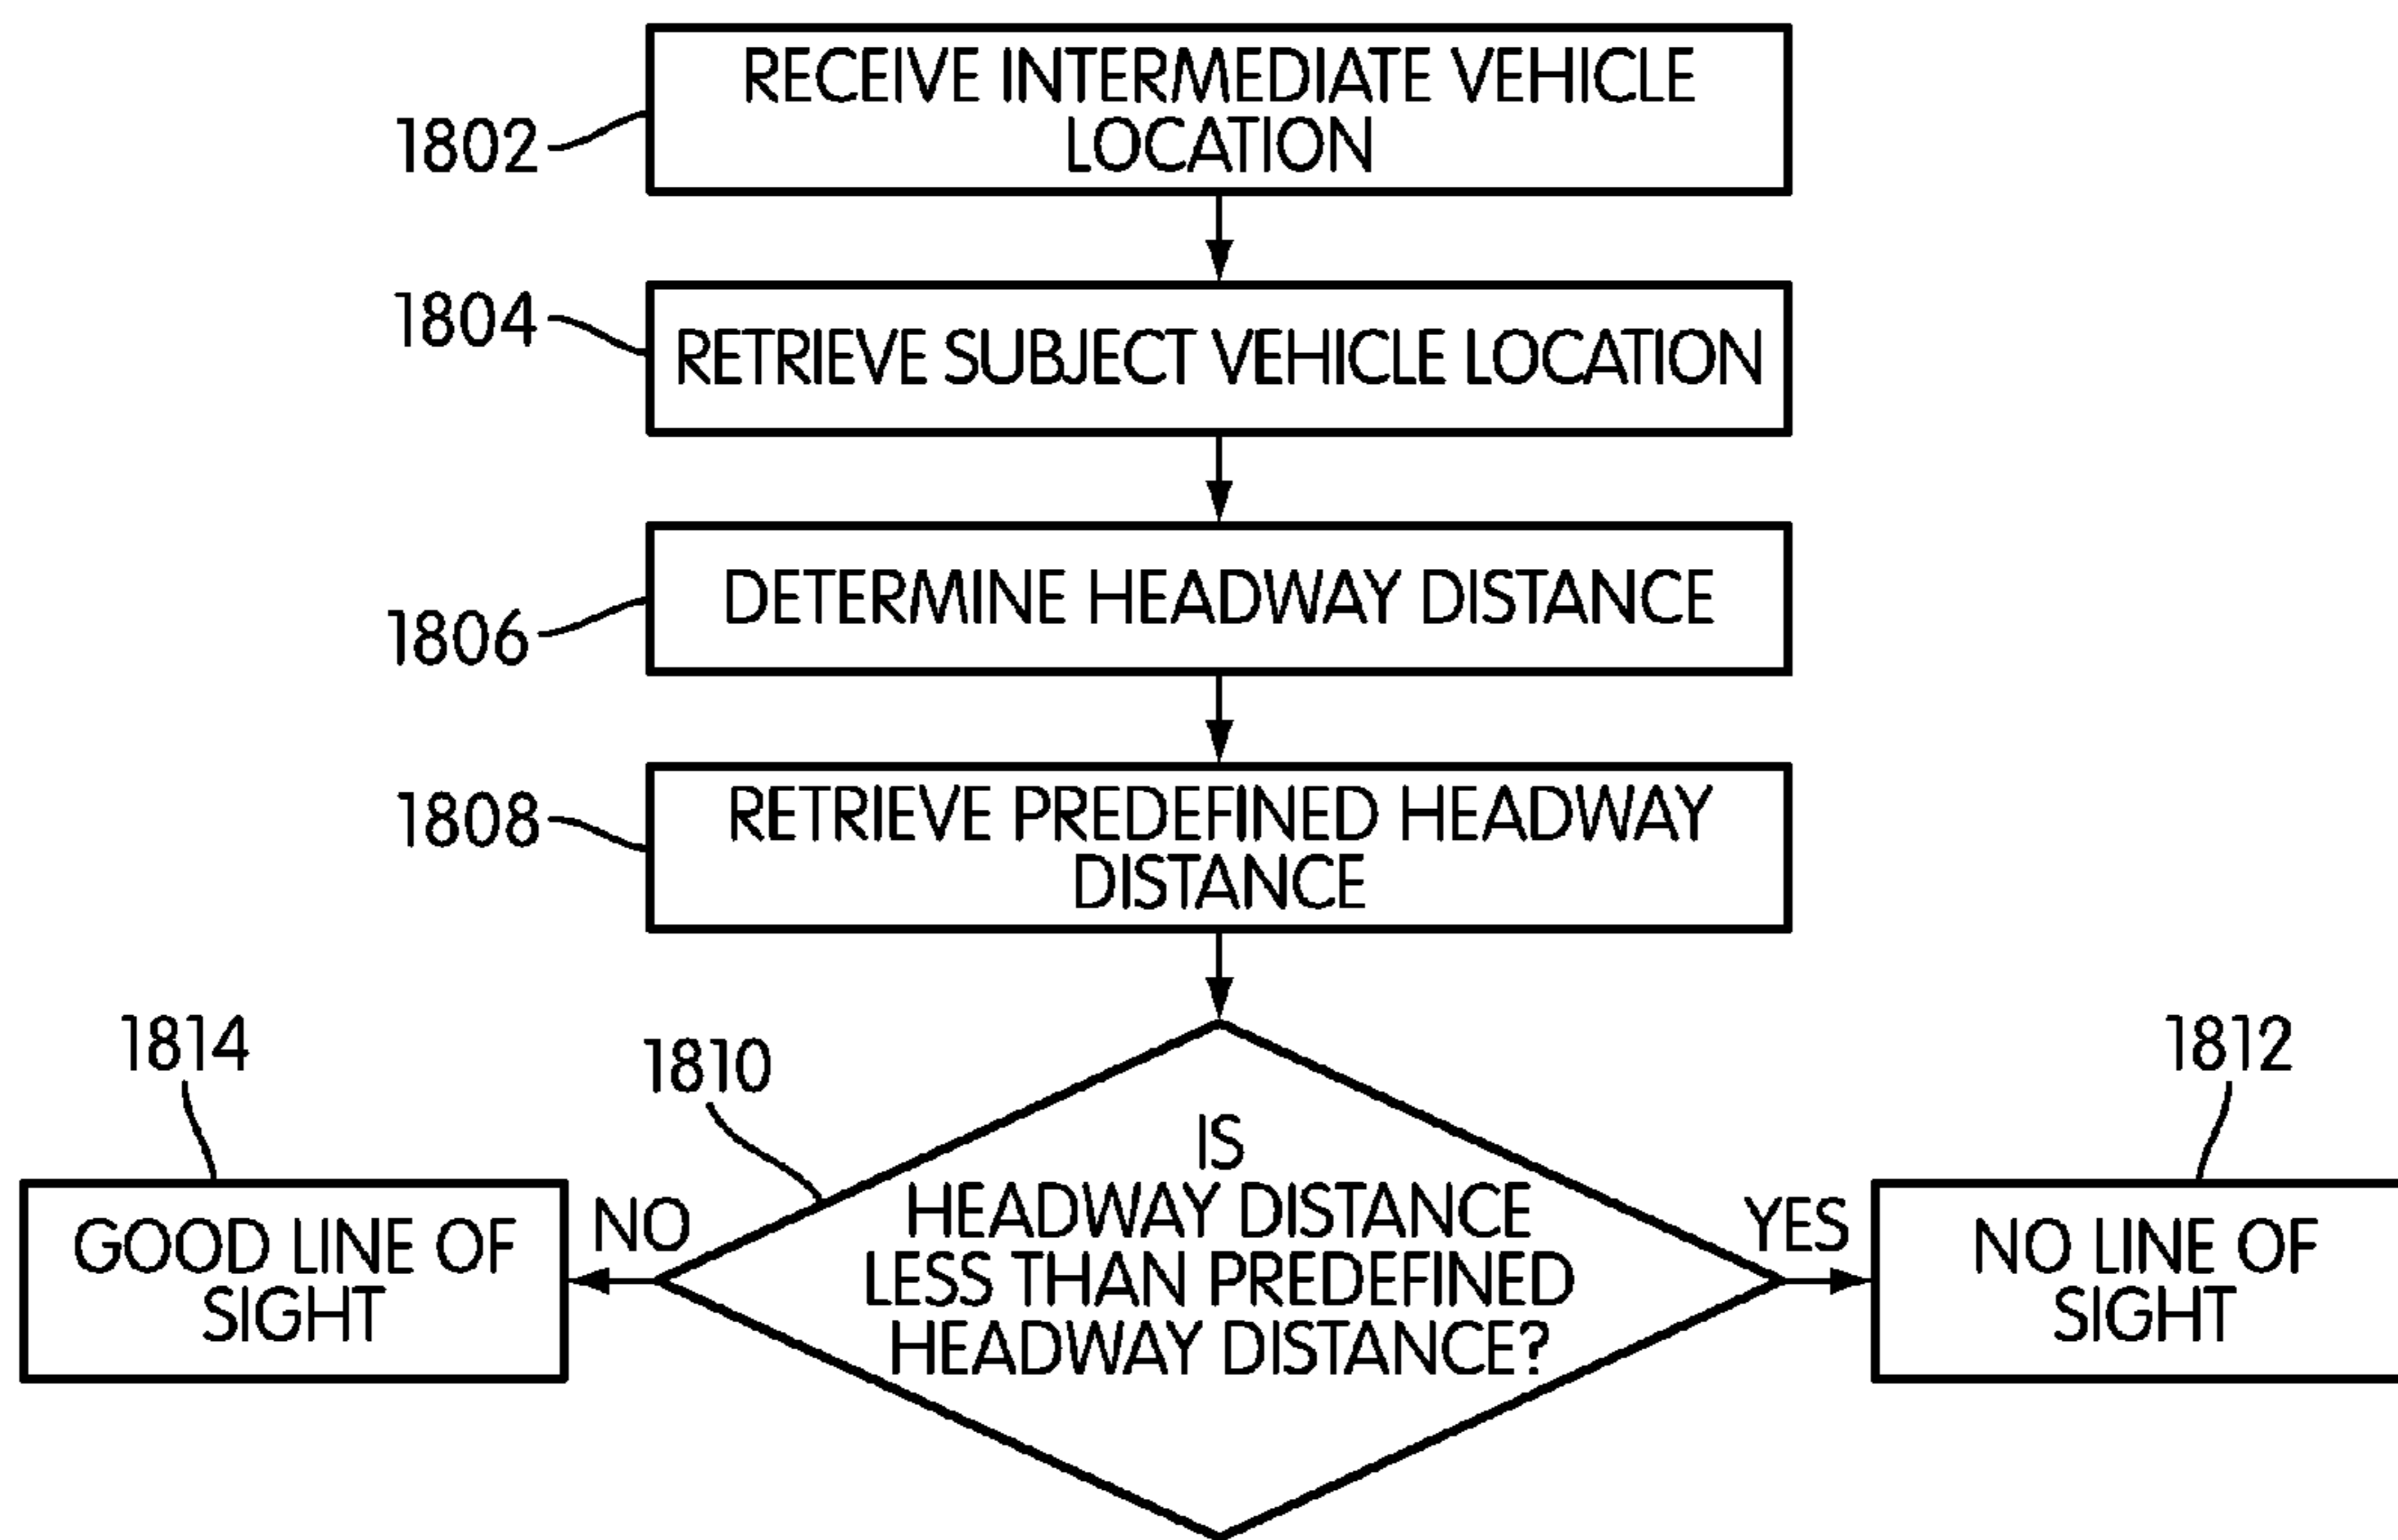 RECEIVE INTERMEDIATE VEHICLE
LOCATION
1802
1804
RETRIEVE SUBJECT VEHICLE LOCATION
DETERMINE HEADWAY DISTANCE
1806
RETRIEVE PREDEFINED HEADWAY
DISTANCE
1808
1814
1810
1812
IS
HEADWAY DISTANCE
LESS THAN PREDEFINED
HEADWAY DISTANCE?
NO
YES
GOOD LINE OF
SIGHT
NO LINE OF
SIGHT